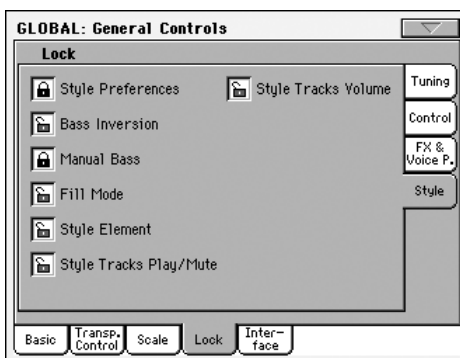 GLOBAL: General Controls
Lock
Style Preferences
Style Tracks Volume
Bass Inversion
Manual Bass
Fill Mode
Style Element
Style Tracks Play/Mute
Tuning
Control
FX &
Voice P.
Style
Basic
Transp.
Control
Scale
Lock
Inter-
face